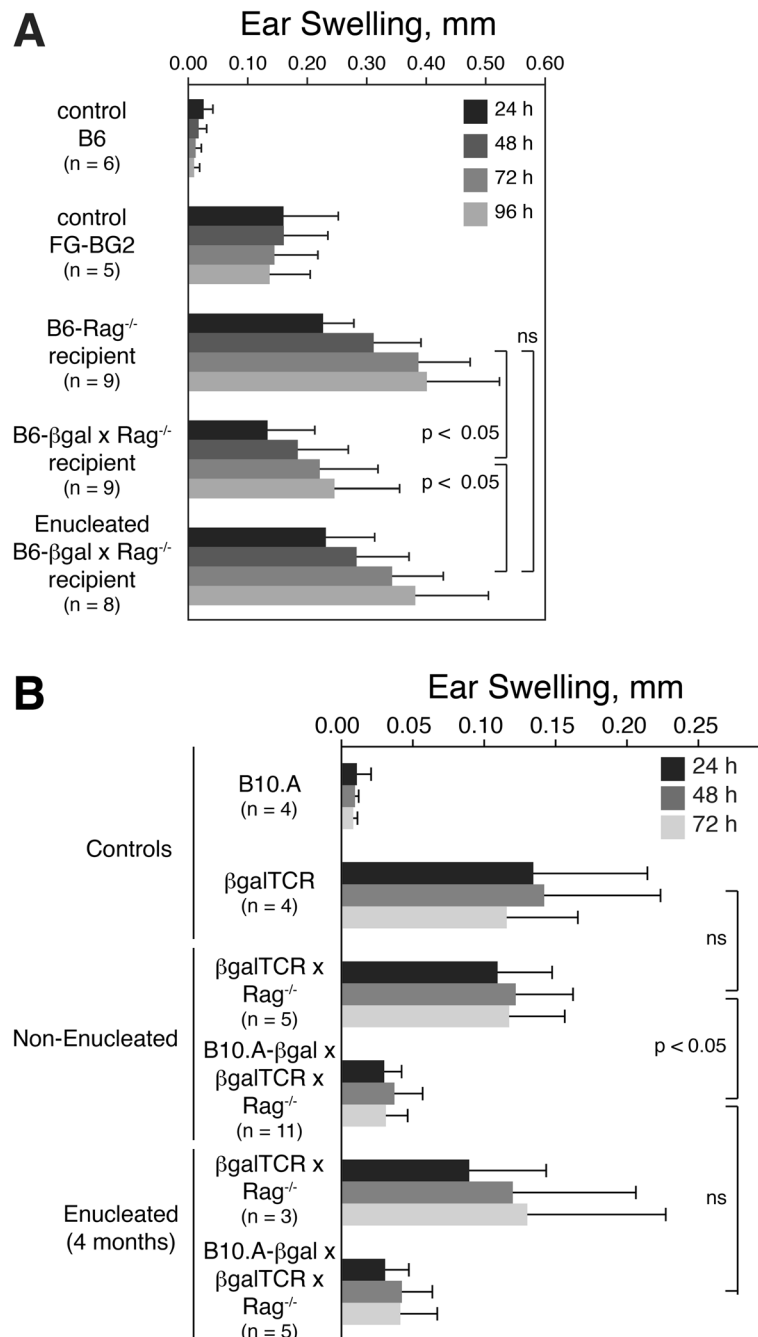 A
Ear Swelling, mm
0.00 0.10 0.20 0.30 0.40 0.50 0.60
24 h
48 h
72 h
96 h
control
B6
(n = 6)
control
FG-BG2
(n = 5)
B6-Rag-/-
recipient
(n = 9)
B6-βgal x Rag-/-
recipient
(n = 9)
Enucleated
B6-βgal x Rag-/-
recipient
(n = 8)
ns
p < 0.05
p < 0.05
B
Ear Swelling, mm
0.00 0.05 0.10 0.15 0.20 0.25
24 h
48 h
72 h
Controls
B10.A
(n = 4)
βgalTCR
(n = 4)
Non-Enucleated
βgalTCR x
Rag-/-
(n = 5)
B10.A-βgal x
βgalTCR x
Rag-/-
(n = 11)
Enucleated
(4 months)
βgalTCR x
Rag-/-
(n = 3)
B10.A-βgal x
βgalTCR x
Rag-/-
(n = 5)
ns
p < 0.05
ns